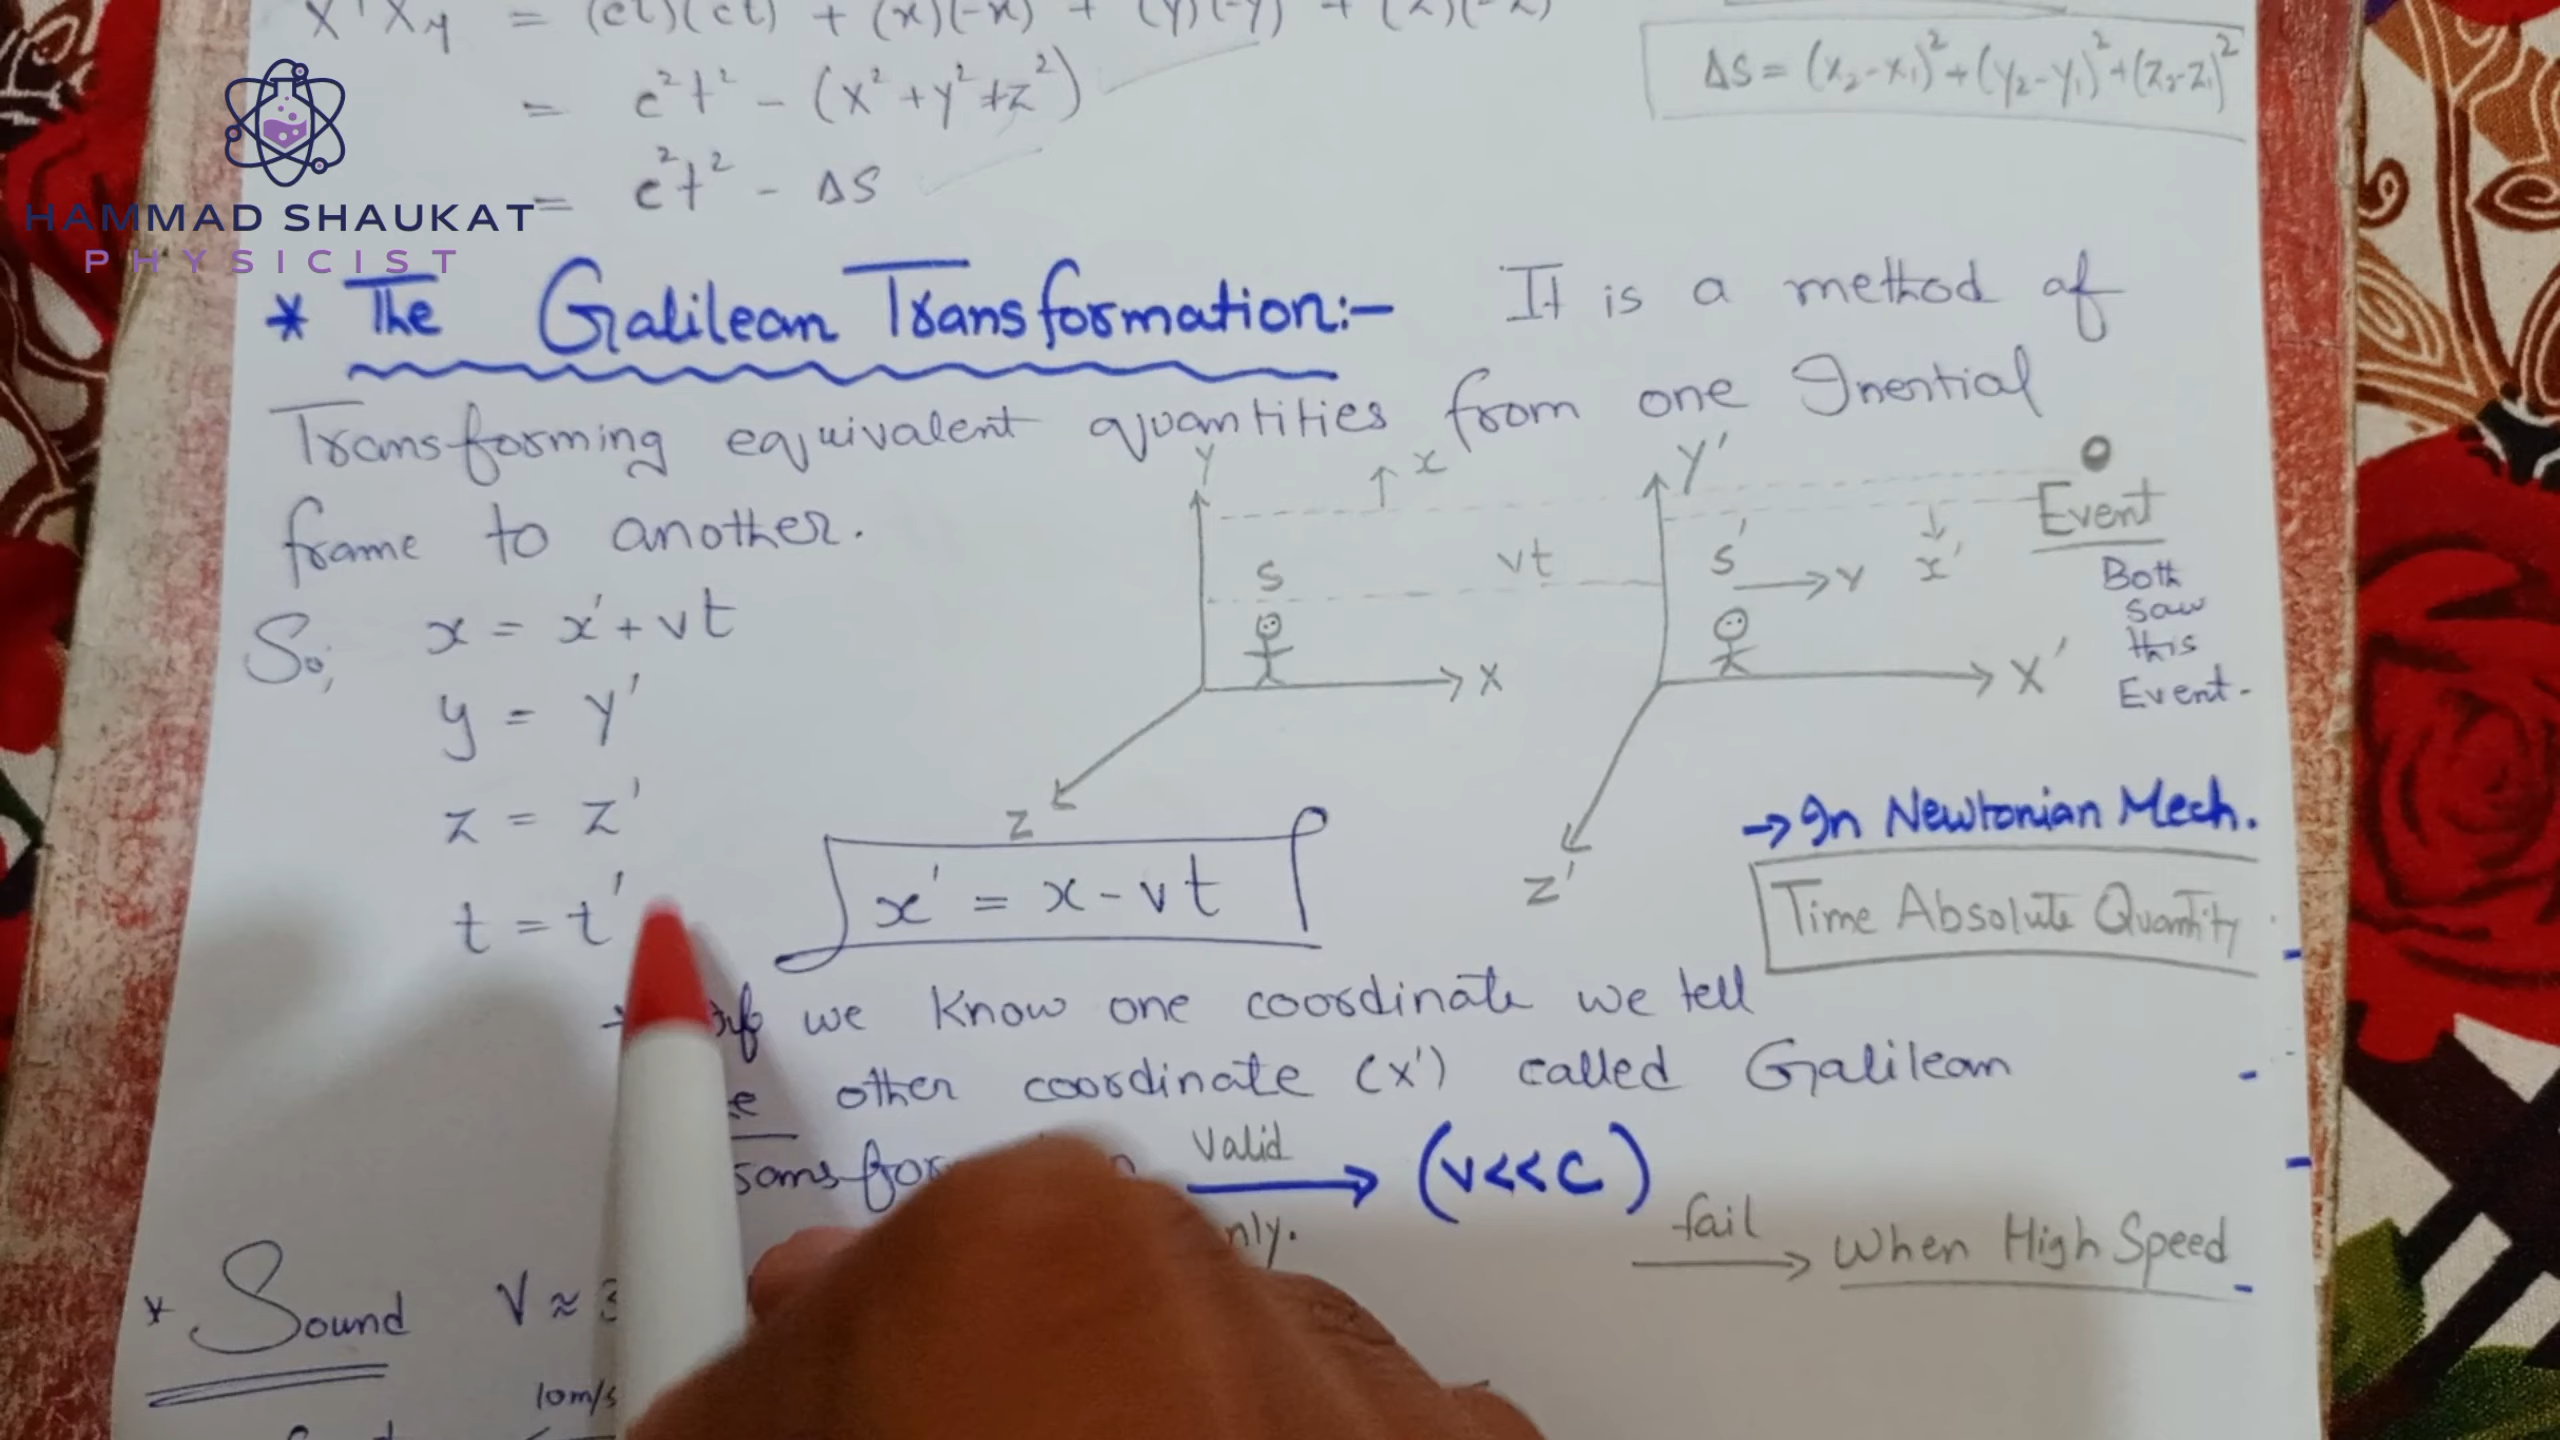 = (ct)(ct) + (x)(-x) + (y)(-y) + (z)(-z)
= c²t² - (x²+y²+z²)
= c²t² - ΔS
ΔS = (x₂-x₁)²+(y₂-y₁)²+(z₂-z₁)²
HAMMAD SHAUKAT
PHYSICIST
* The Galilean Transformation:- It is a method of
Transforming equivalent quantities from one Inertial
frame to another.
Y
↑ x
Y'
Event
S
vt
S'
→ v
↓ x'
Both
saw
this
Event.
X
X'
Z
Z'
So, x = x'+vt
y = y'
z = z'
t = t'
x' = x-vt
→ In Newtonian Mech.
Time Absolute Quantity
we know one coordinate we tell
other coordinate (x') called Galilean
Valid
→ (v<<c)
fail
→ When High Speed
* Sound V ≈ 3
10m/s